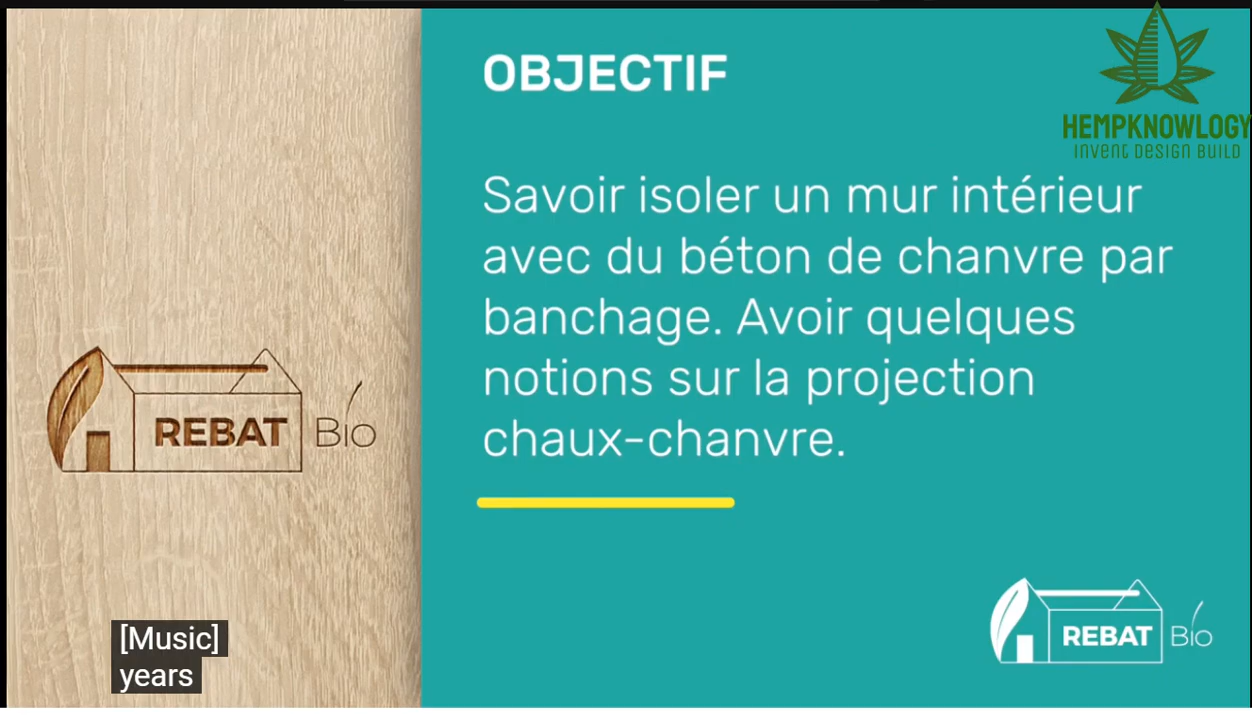 OBJECTIF
HEMPKNOWLOGY
INVENT DESIGN BUILD
Savoir isoler un mur intérieur
avec du béton de chanvre par
banchage. Avoir quelques
notions sur la projection
chaux-chanvre.
REBAT Bio
REBAT Bio
[Music]
years